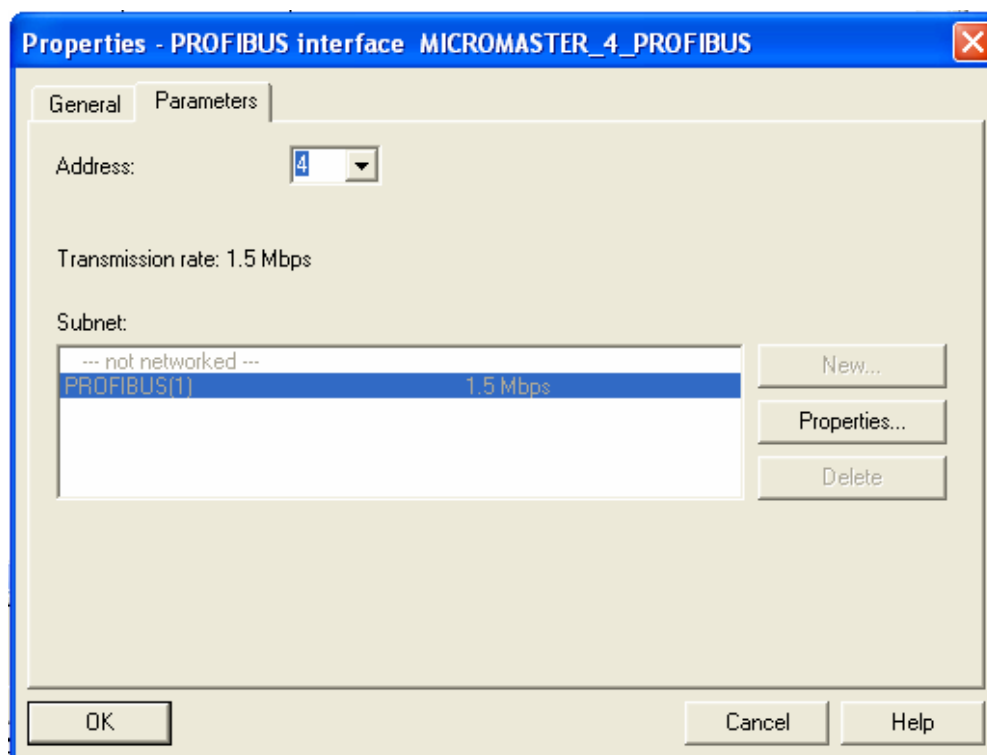 Properties - PROFIBUS interface MICROMASTER_4_PROFIBUS
General Parameters
Address: 4
Transmission rate: 1.5 Mbps
Subnet:
--- not networked ---
PROFIBUS(1) 1.5 Mbps
New...
Properties...
Delete
OK Cancel Help